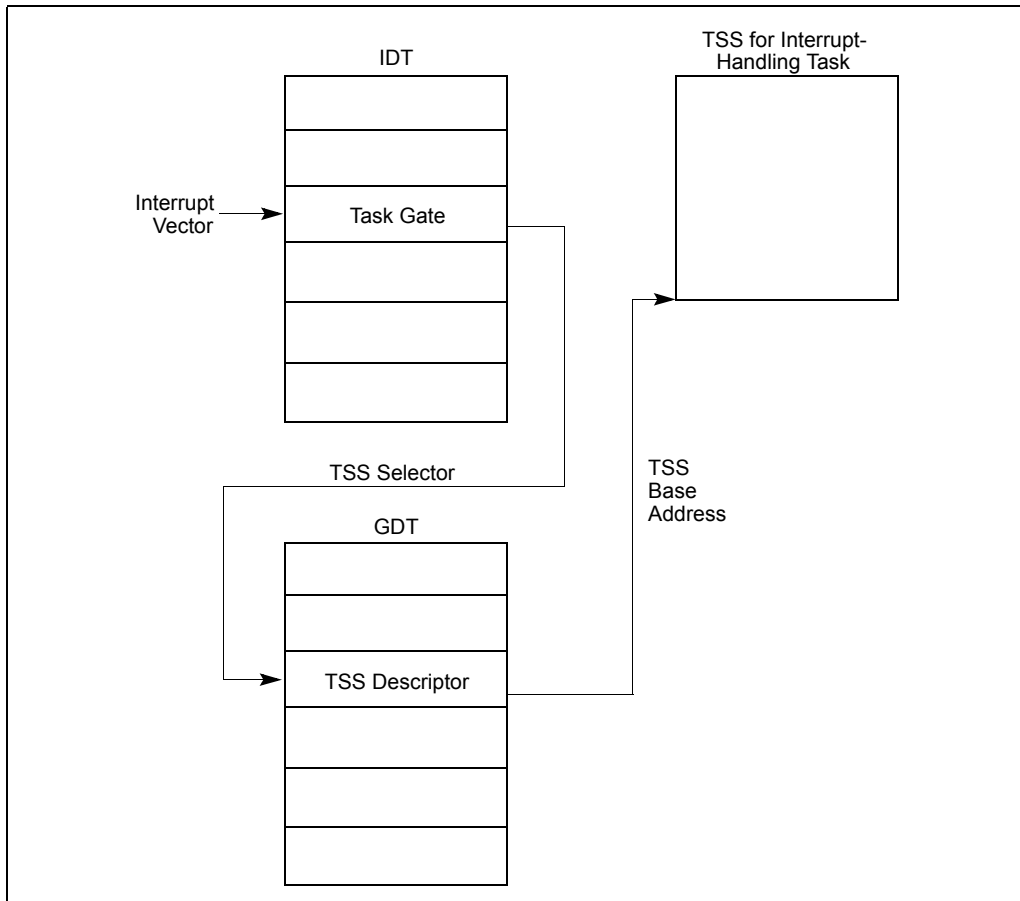 IDT
TSS for Interrupt-
Handling Task
Interrupt
Vector
Task Gate
TSS Selector
TSS
Base
Address
GDT
TSS Descriptor